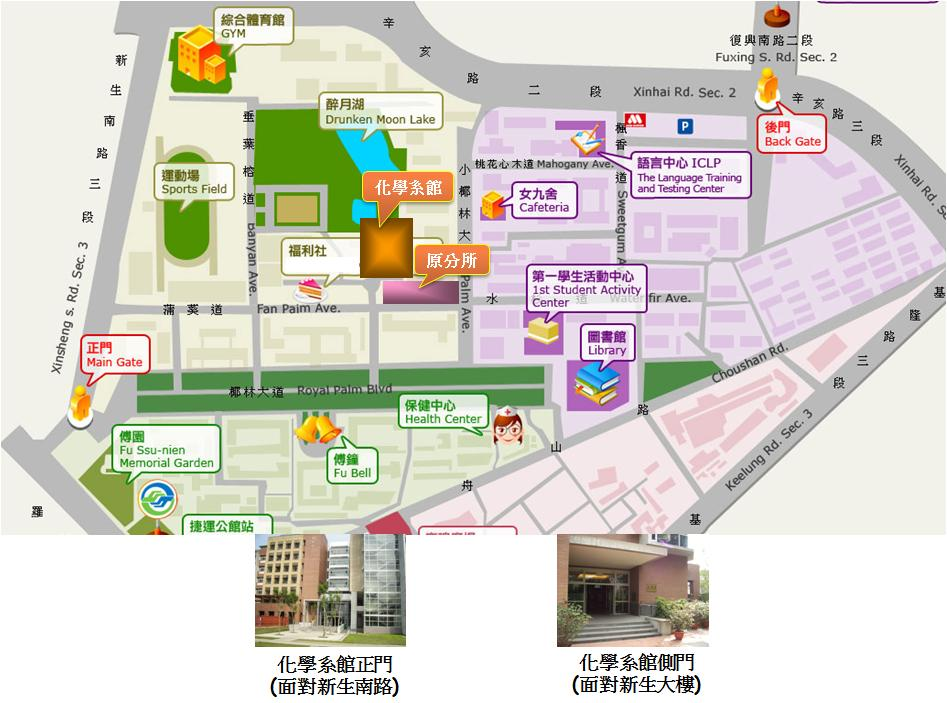 綜合體育館
GYM
辛亥路二段
Xinhai Rd. Sec. 2
復興南路二段
Fuxing S. Rd. Sec. 2
後門
Back Gate
辛亥路三段
Xinhai Rd. Se
新生南路三段
Xinsheng s. Rd. Sec. 3
醉月湖
Drunken Moon Lake
垂葉榕道
Banyan Ave.
運動場
Sports Field
化學系館
原分所
福利社
小椰林大
Palm Ave.
桃花心木道 Mahogany Ave.
楓香道
Sweetgum Av
P
語言中心 ICLP
The Language Training
and Testing Center
女九舍
Cafeteria
第一學生活動中心
1st Student Activity
Center
水
Water fir Ave.
圖書館
Library
蒲葵道
Fan Palm Ave.
正門
Main Gate
椰林大道 Royal Palm Blvd
保健中心
Health Center
傅鐘
Fu Bell
傅園
Fu Ssu-nien
Memorial Garden
捷運公館站
羅
舟山路
Choushan Rd.
基隆路三段
Keelung Rd. Sec. 3
基
化學系館正門
(面對新生南路)
化學系館側門
(面對新生大樓)